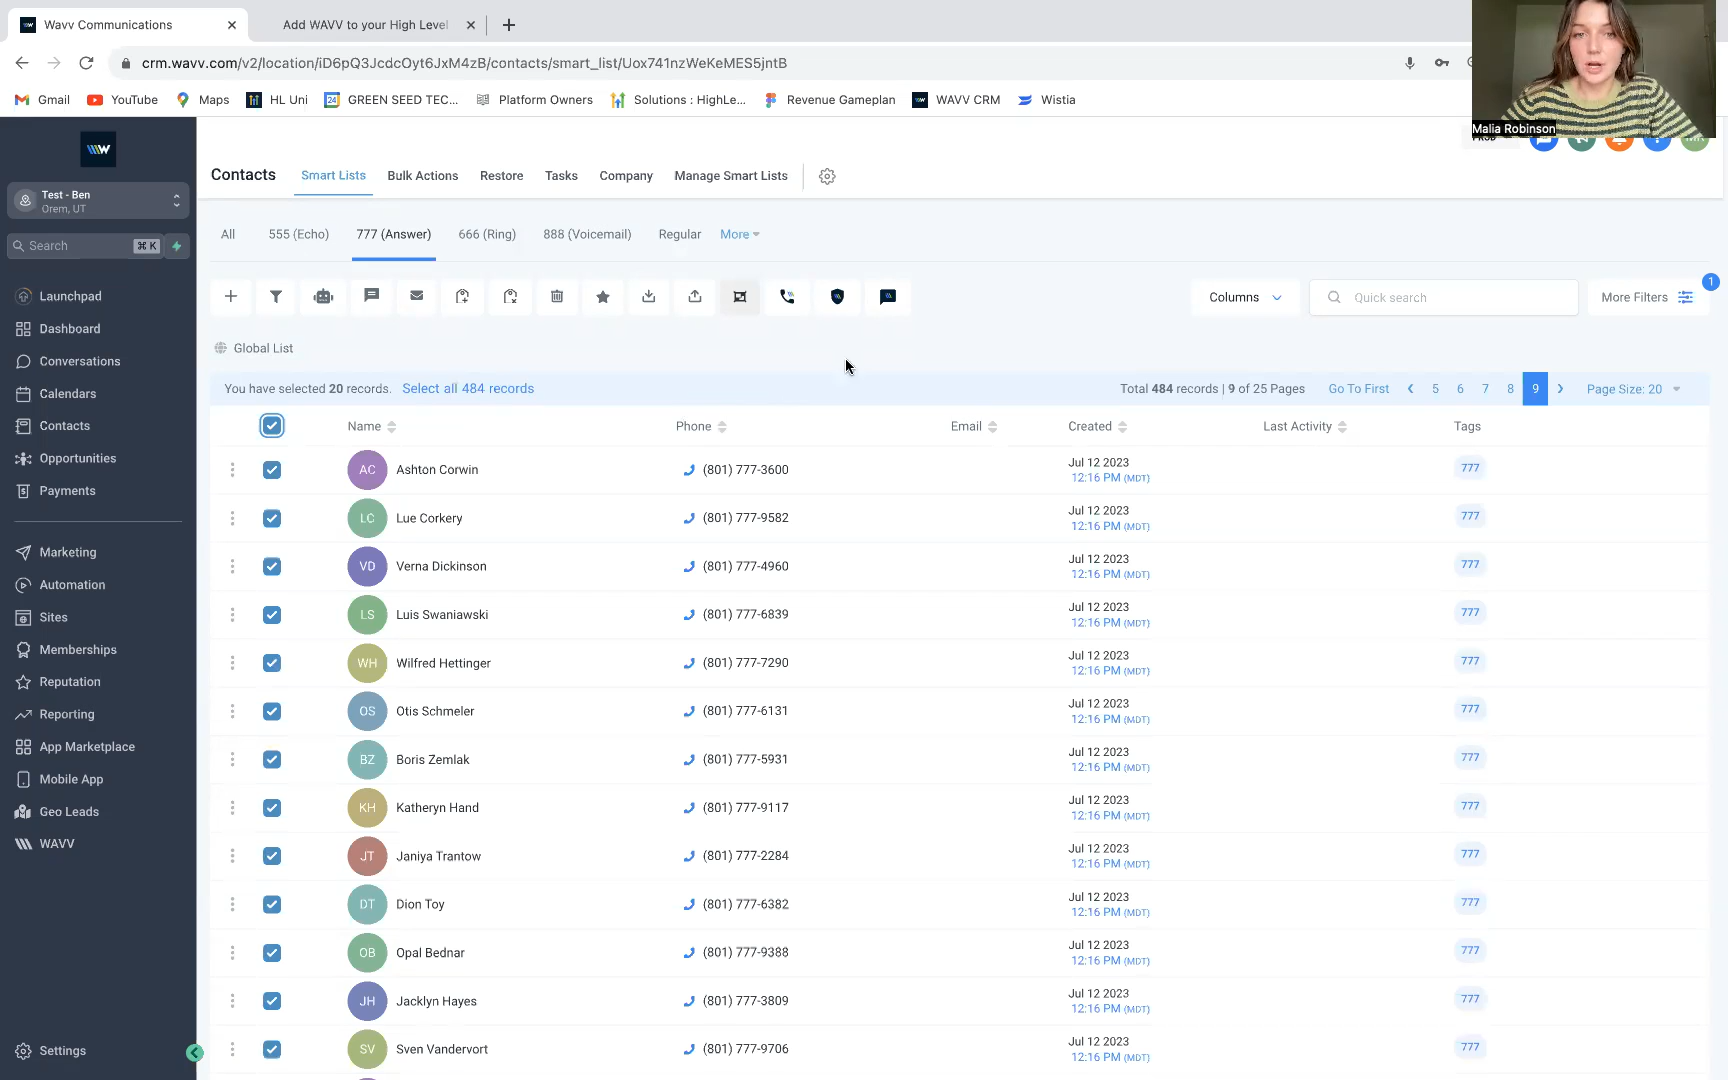 Wavv Communications
Add WAVV to your High Level
crm.wavv.com/v2/location/iD6pQ3JcdcOyt6JxM4zB/contacts/smart_list/Uox741nzWeKeMES5jntB
Gmail YouTube Maps HL Uni GREEN SEED TEC... Platform Owners Solutions : HighLe... Revenue Gameplan WAVV CRM Wistia
Malia Robinson
Test - Ben
Orem, UT
Search ⌘ K
Launchpad
Dashboard
Conversations
Calendars
Contacts
Opportunities
Payments
Marketing
Automation
Sites
Memberships
Reputation
Reporting
App Marketplace
Mobile App
Geo Leads
WAVV
Settings
Contacts Smart Lists Bulk Actions Restore Tasks Company Manage Smart Lists
All 555 (Echo) 777 (Answer) 666 (Ring) 888 (Voicemail) Regular More
Columns Quick search More Filters 1
Global List
You have selected 20 records. Select all 484 records Total 484 records | 9 of 25 Pages Go To First 5 6 7 8 9 Page Size: 20
Name Phone Email Created Last Activity Tags
AC Ashton Corwin (801) 777-3600 Jul 12 2023 777
12:16 PM (MDT)
LC Lue Corkery (801) 777-9582 Jul 12 2023 777
12:16 PM (MDT)
VD Verna Dickinson (801) 777-4960 Jul 12 2023 777
12:16 PM (MDT)
LS Luis Swaniawski (801) 777-6839 Jul 12 2023 777
12:16 PM (MDT)
WH Wilfred Hettinger (801) 777-7290 Jul 12 2023 777
12:16 PM (MDT)
OS Otis Schmeler (801) 777-6131 Jul 12 2023 777
12:16 PM (MDT)
BZ Boris Zemlak (801) 777-5931 Jul 12 2023 777
12:16 PM (MDT)
KH Katheryn Hand (801) 777-9117 Jul 12 2023 777
12:16 PM (MDT)
JT Janiya Trantow (801) 777-2284 Jul 12 2023 777
12:16 PM (MDT)
DT Dion Toy (801) 777-6382 Jul 12 2023 777
12:16 PM (MDT)
OB Opal Bednar (801) 777-9388 Jul 12 2023 777
12:16 PM (MDT)
JH Jacklyn Hayes (801) 777-3809 Jul 12 2023 777
12:16 PM (MDT)
SV Sven Vandervort (801) 777-9706 Jul 12 2023 777
12:16 PM (MDT)